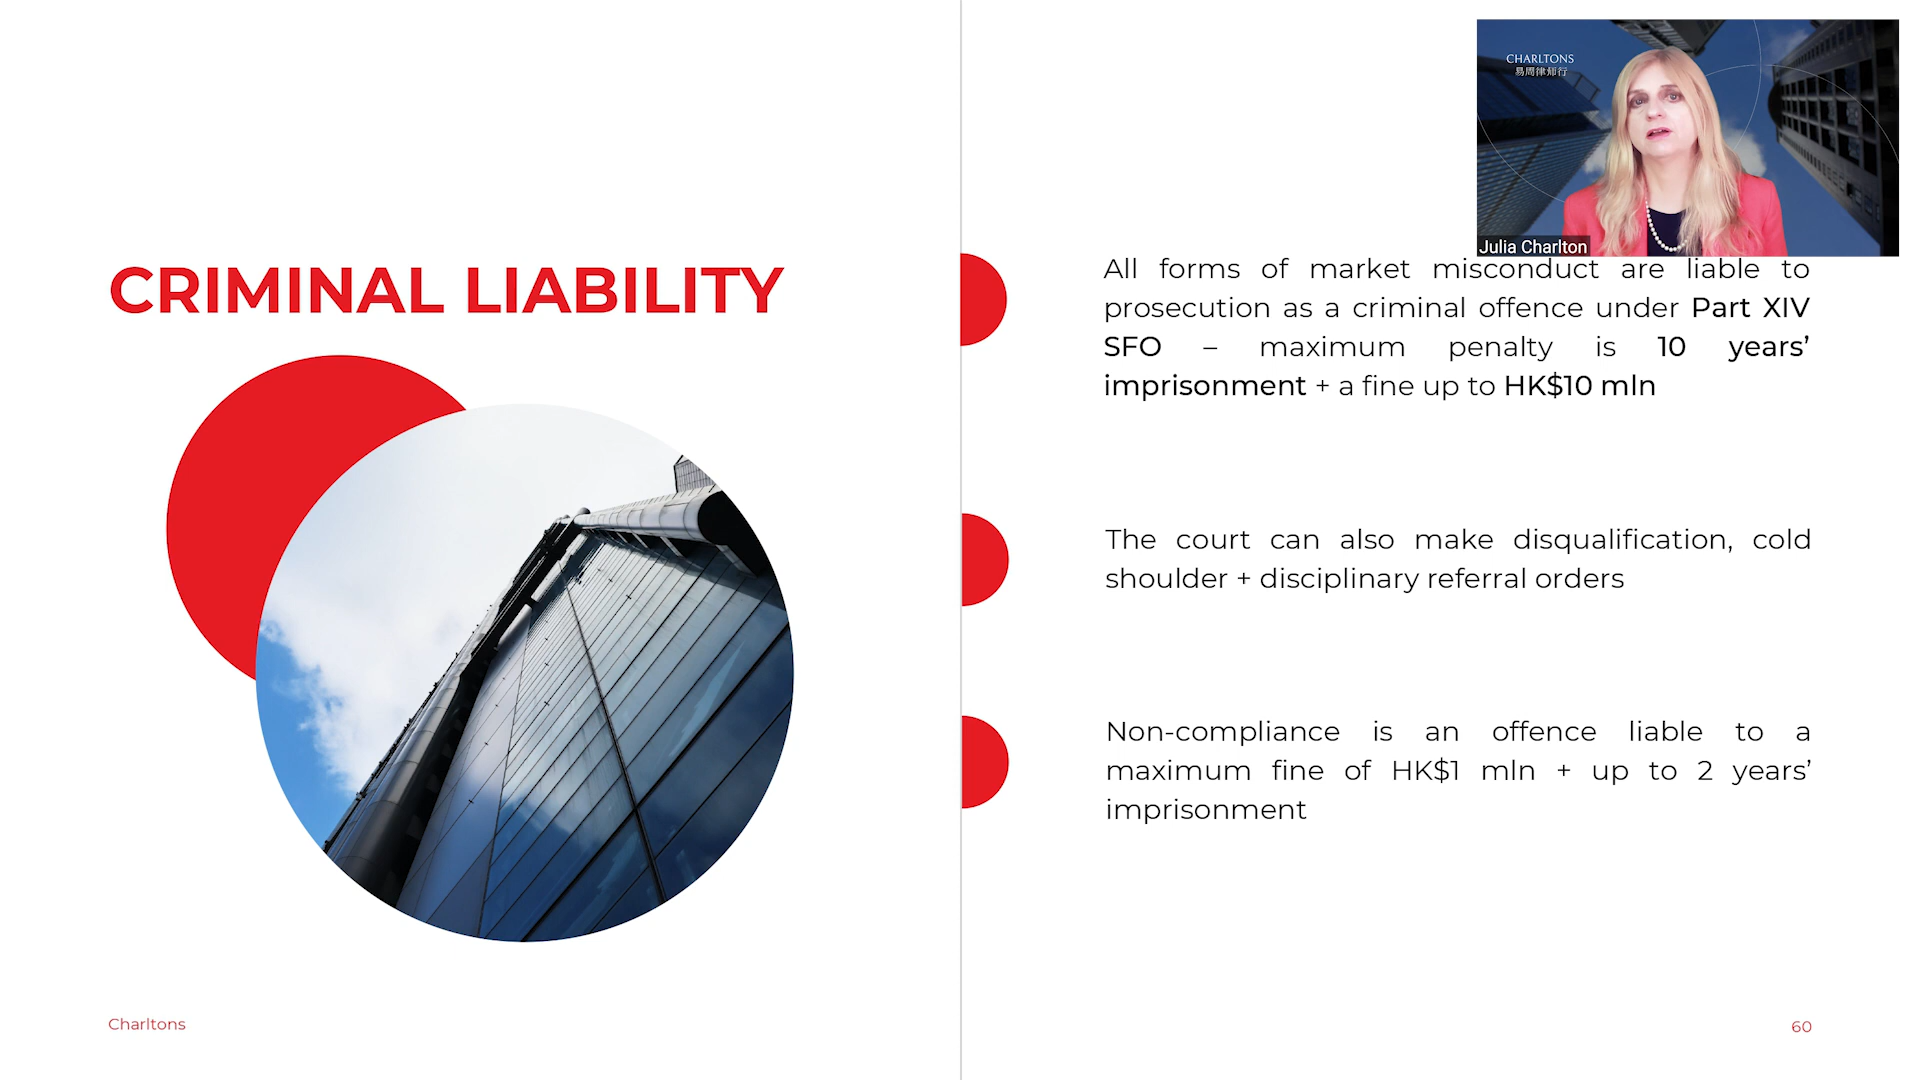 CHARLTONS
易周律师行
Julia Charlton
CRIMINAL LIABILITY
All forms of market misconduct are liable to
prosecution as a criminal offence under Part XIV
SFO – maximum penalty is 10 years’
imprisonment + a fine up to HK$10 mln
The court can also make disqualification, cold
shoulder + disciplinary referral orders
Non-compliance is an offence liable to a
maximum fine of HK$1 mln + up to 2 years’
imprisonment
Charltons
60